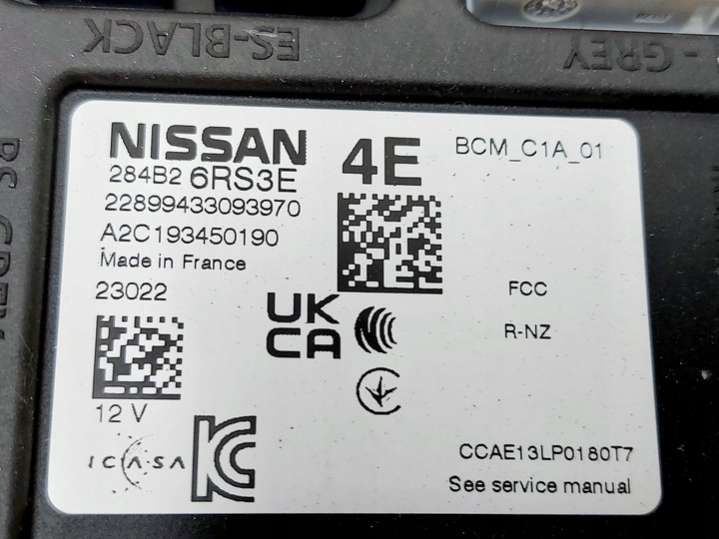 ES-BLACK
- GREY
NISSAN
284B2 6RS3E
4E
BCM_C1A_01
22899433093970
A2C193450190
Made in France
23022
FCC
UK
CA
R-NZ
12 V
ICASA
CCAE13LP0180T7
See service manual